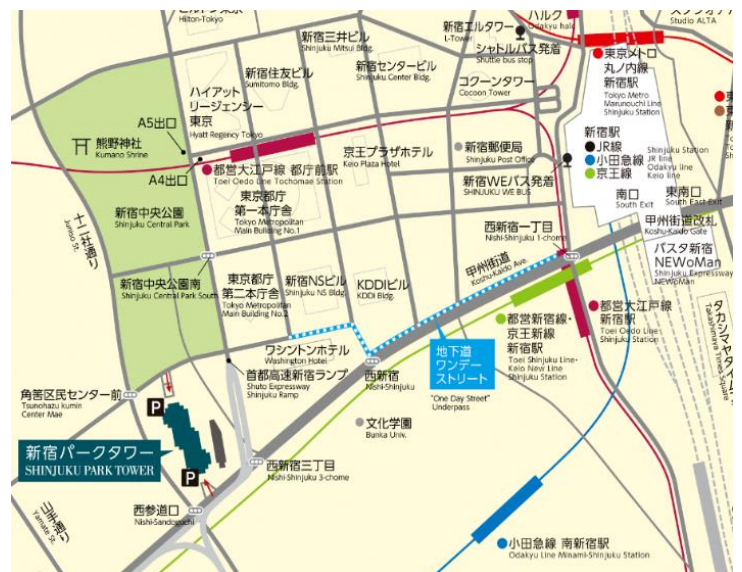 Hilton-Tokyo
新宿三井ビル
Shinjuku Mitsui Bldg.
新宿エルタワー
L-Tower
ハルク
Odakyu halc
Studio ALTA
シャトルバス発着
Shuttle bus stop
東京メトロ
丸ノ内線
新宿駅
Tokyo Metro
Marunouchi Line
Shinjuku Station
新宿住友ビル
Sumitomo Bldg.
新宿センタービル
Shinjuku Center Bldg.
コクーンタワー
Cocoon Tower
ハイアット
リージェンシー
東京
Hyatt Regency Tokyo
A5出口
熊野神社
Kumano Shrine
A4出口
都営大江戸線 都庁前駅
Toei Oedo Line Tochomae Station
京王プラザホテル
Keio Plaza Hotel
新宿郵便局
Shinjuku Post Office
新宿WEバス発着
SHINJUKU WE BUS
新宿駅
JR線
小田急線
京王線
Shinjuku Station
JR line
Odakyu line
Keio line
南口
South Exit
東南口
South East Exit
甲州街道改札
Koshu-Kaido Gate
バスタ新宿
NEWoMan
Shinjuku Expressway
NEWoMan
タカシマヤタイムズ
Takashimaya Times Square
十二社通り
Juniso St.
新宿中央公園
Shinjuku Central Park
東京都庁
第一本庁舎
Tokyo Metropolitan
Main Building No.1
西新宿一丁目
Nishi-Shinjuku 1-chome
甲州街道
Koshu-Kaido Ave.
新宿中央公園南
Shinjuku Central Park South
東京都庁
第二本庁舎
Tokyo Metropolitan
Main Building No.2
新宿NSビル
Shinjuku NS Bldg.
KDDIビル
KDDI Bldg.
都営新宿線・
京王新線
新宿駅
Toei Shinjuku Line・
Keio New Line
Shinjuku Station
都営大江戸線
新宿駅
Toei Oedo Line
Shinjuku Station
ワシントンホテル
Washington Hotel
地下道
ワンデー
ストリート
"One Day Street"
Underpass
首都高速新宿ランプ
Shuto Expressway
Shinjuku Ramp
西新宿
Nishi-Shinjuku
角筈区民センター前
Tsunohazu kumin
Center Mae
P
文化学園
Bunka Univ.
新宿パークタワー
SHINJUKU PARK TOWER
P
西新宿三丁目
Nishi-Shinjuku 3-chome
山手通り
Yamate St.
西参道口
Nishi-Sandoguchi
小田急線 南新宿駅
Odakyu Line Minami-Shinjuku Station